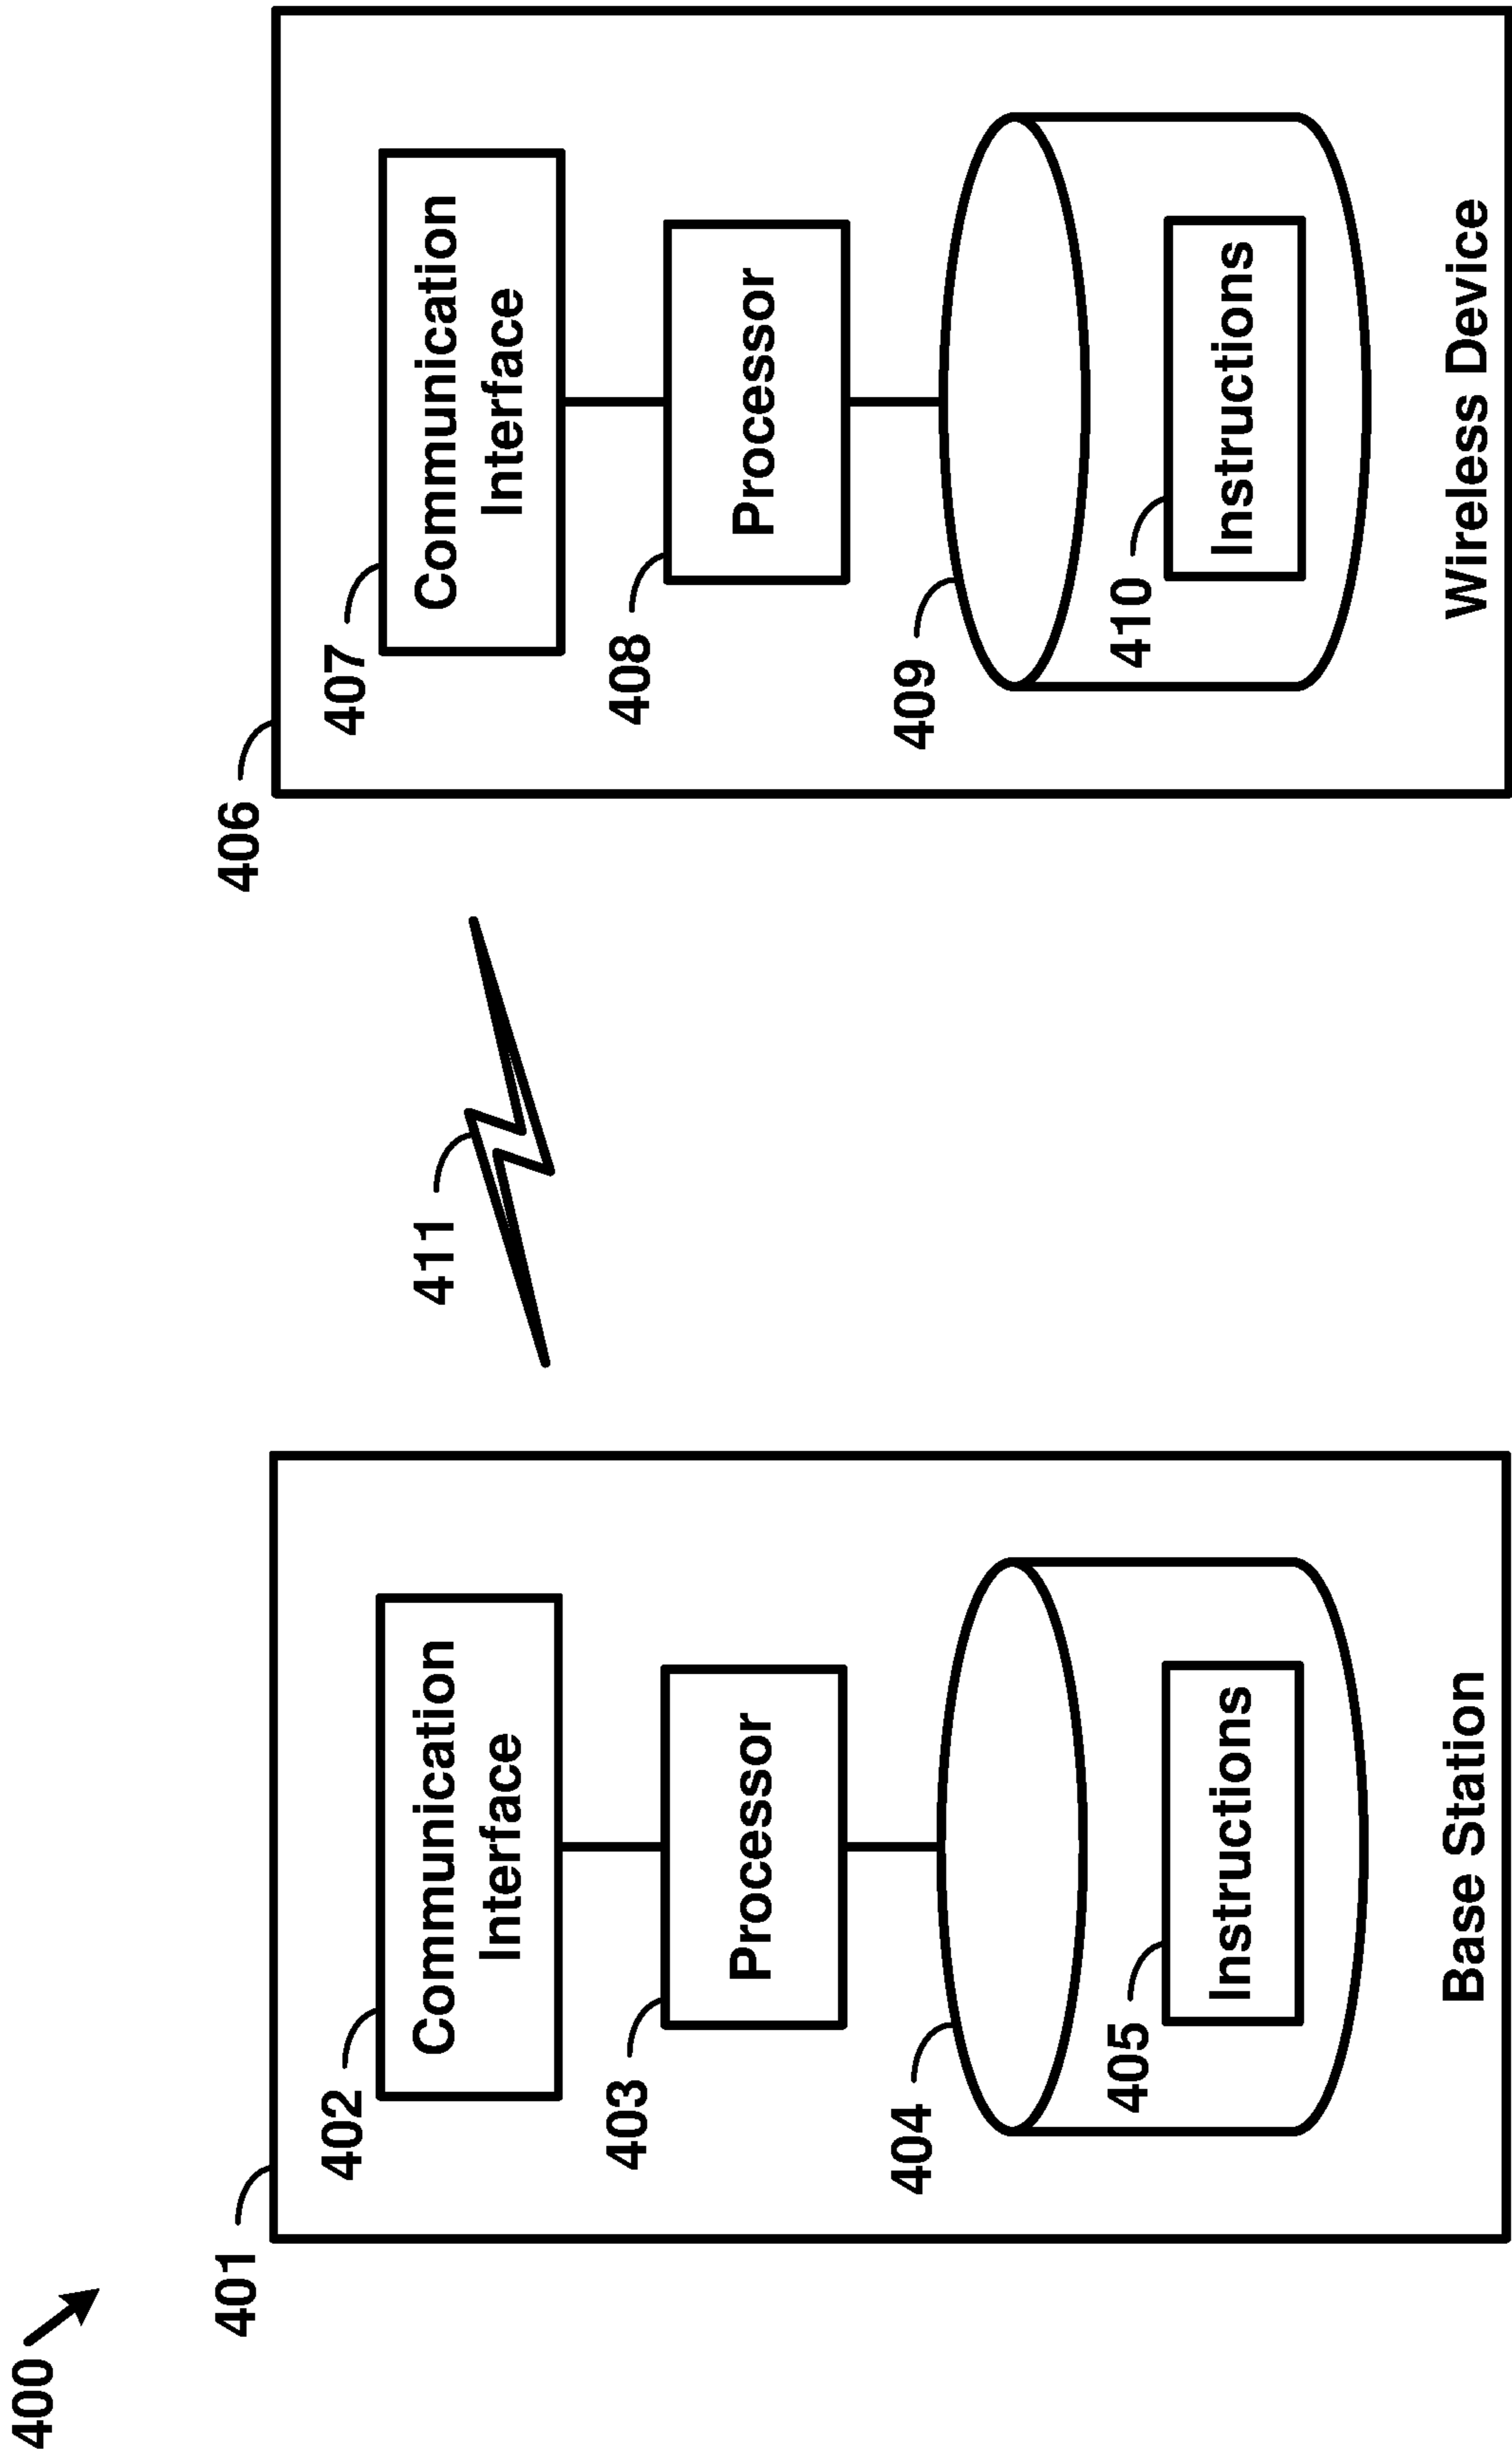 400
401
402
Communication
Interface
403
Processor
404
405
Instructions
Base Station
411
406
407
Communication
Interface
408
Processor
409
410
Instructions
Wireless Device